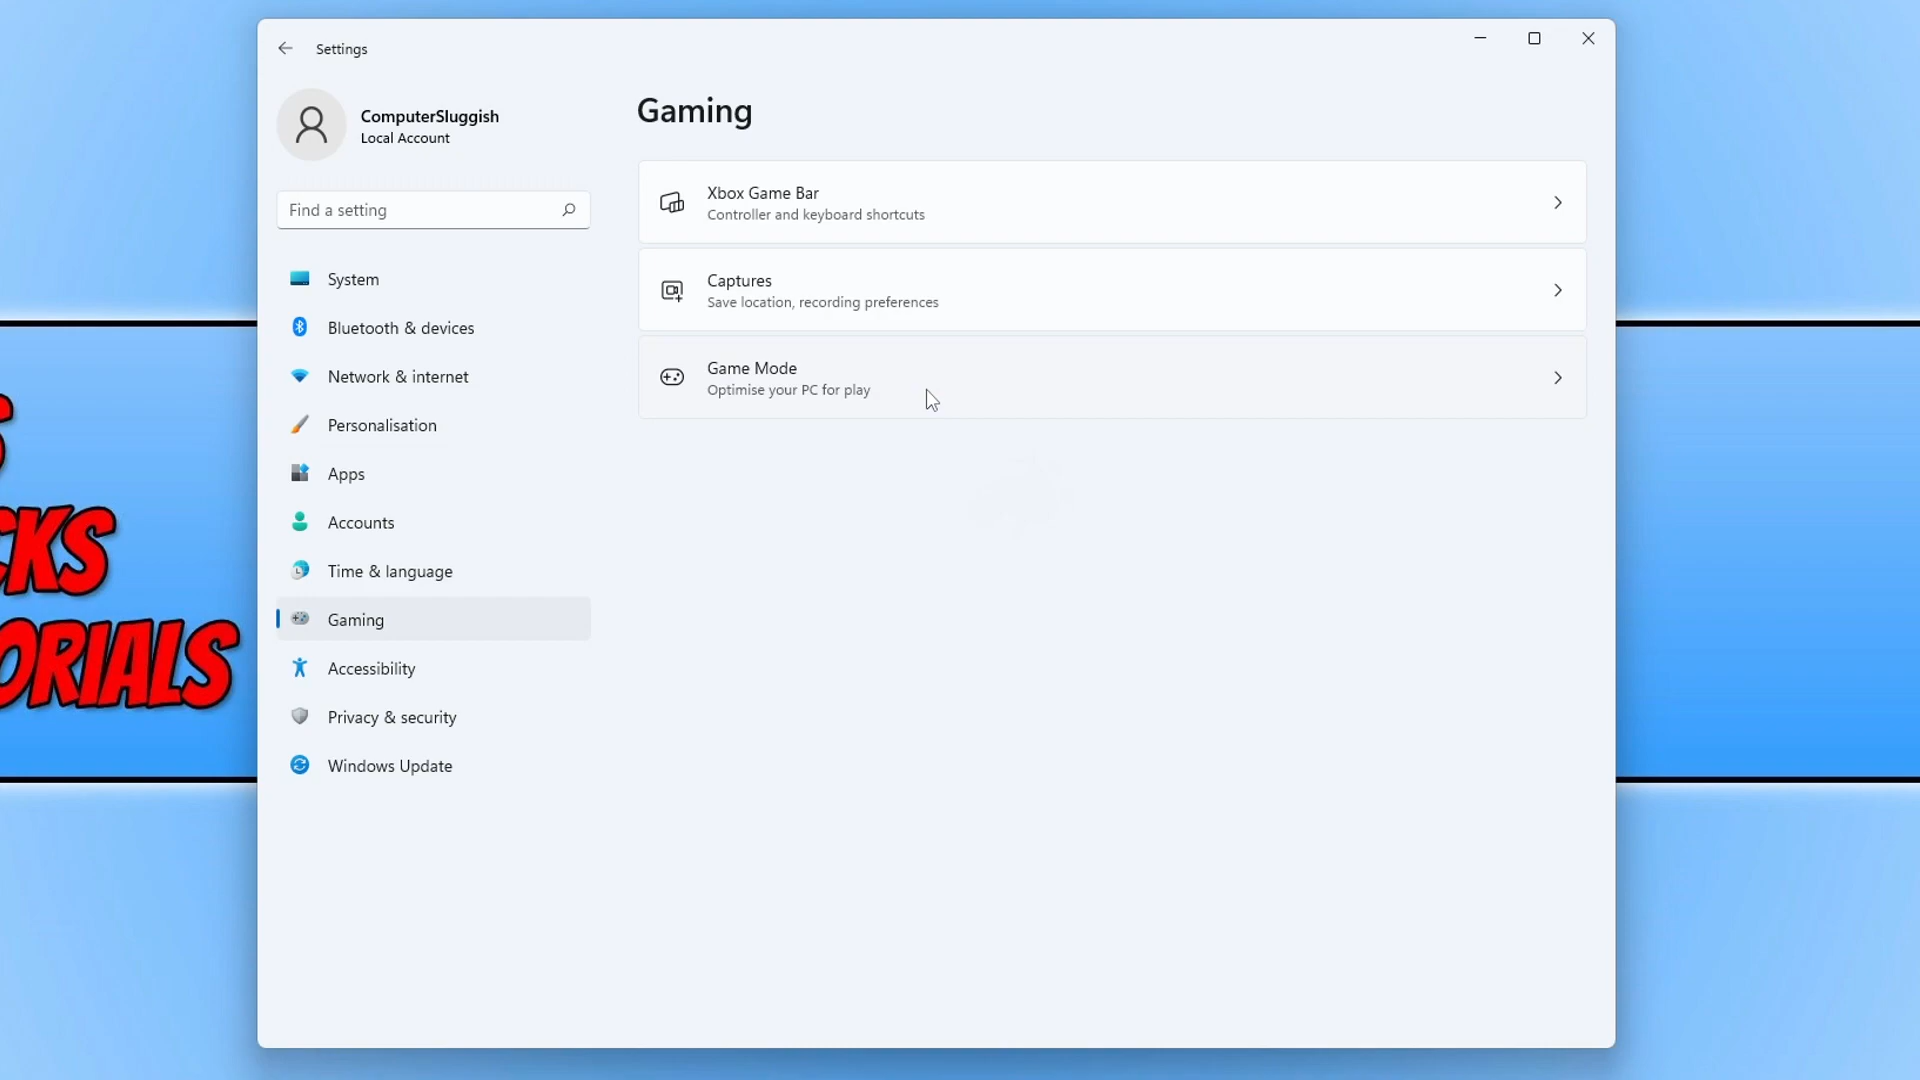 Settings
ComputerSluggish
Local Account
Find a setting
System
Bluetooth & devices
Network & internet
Personalisation
Apps
Accounts
Time & language
Gaming
Accessibility
Privacy & security
Windows Update
Gaming
Xbox Game Bar
Controller and keyboard shortcuts
Captures
Save location, recording preferences
Game Mode
Optimise your PC for play